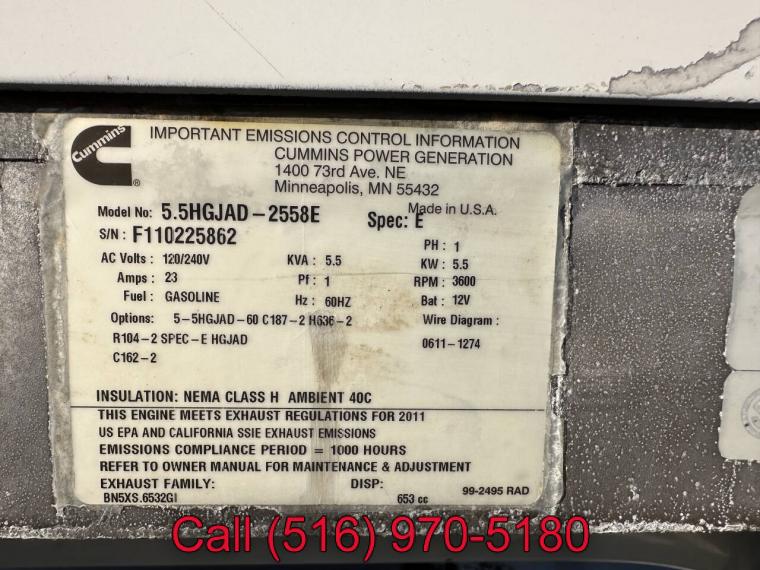 Cummins
IMPORTANT EMISSIONS CONTROL INFORMATION
CUMMINS POWER GENERATION
1400 73rd Ave. NE
Minneapolis, MN 55432
Made in U.S.A.
Model No: 5.5HGJAD-2558E Spec: E
S/N : F110225862
PH : 1
AC Volts : 120/240V KVA : 5.5 KW : 5.5
Amps : 23 Pf : 1 RPM : 3600
Fuel : GASOLINE Hz : 60HZ Bat : 12V
Options: 5-5HGJAD-60 C187-2 H636-2 Wire Diagram :
R104-2 SPEC-E HGJAD 0611-1274
C162-2
INSULATION: NEMA CLASS H AMBIENT 40C
THIS ENGINE MEETS EXHAUST REGULATIONS FOR 2011
US EPA AND CALIFORNIA SSIE EXHAUST EMISSIONS
EMISSIONS COMPLIANCE PERIOD = 1000 HOURS
REFER TO OWNER MANUAL FOR MAINTENANCE & ADJUSTMENT
EXHAUST FAMILY: DISP:
BN5XS.6532GI 653 cc 99-2495 RAD
Call (516) 970-5180